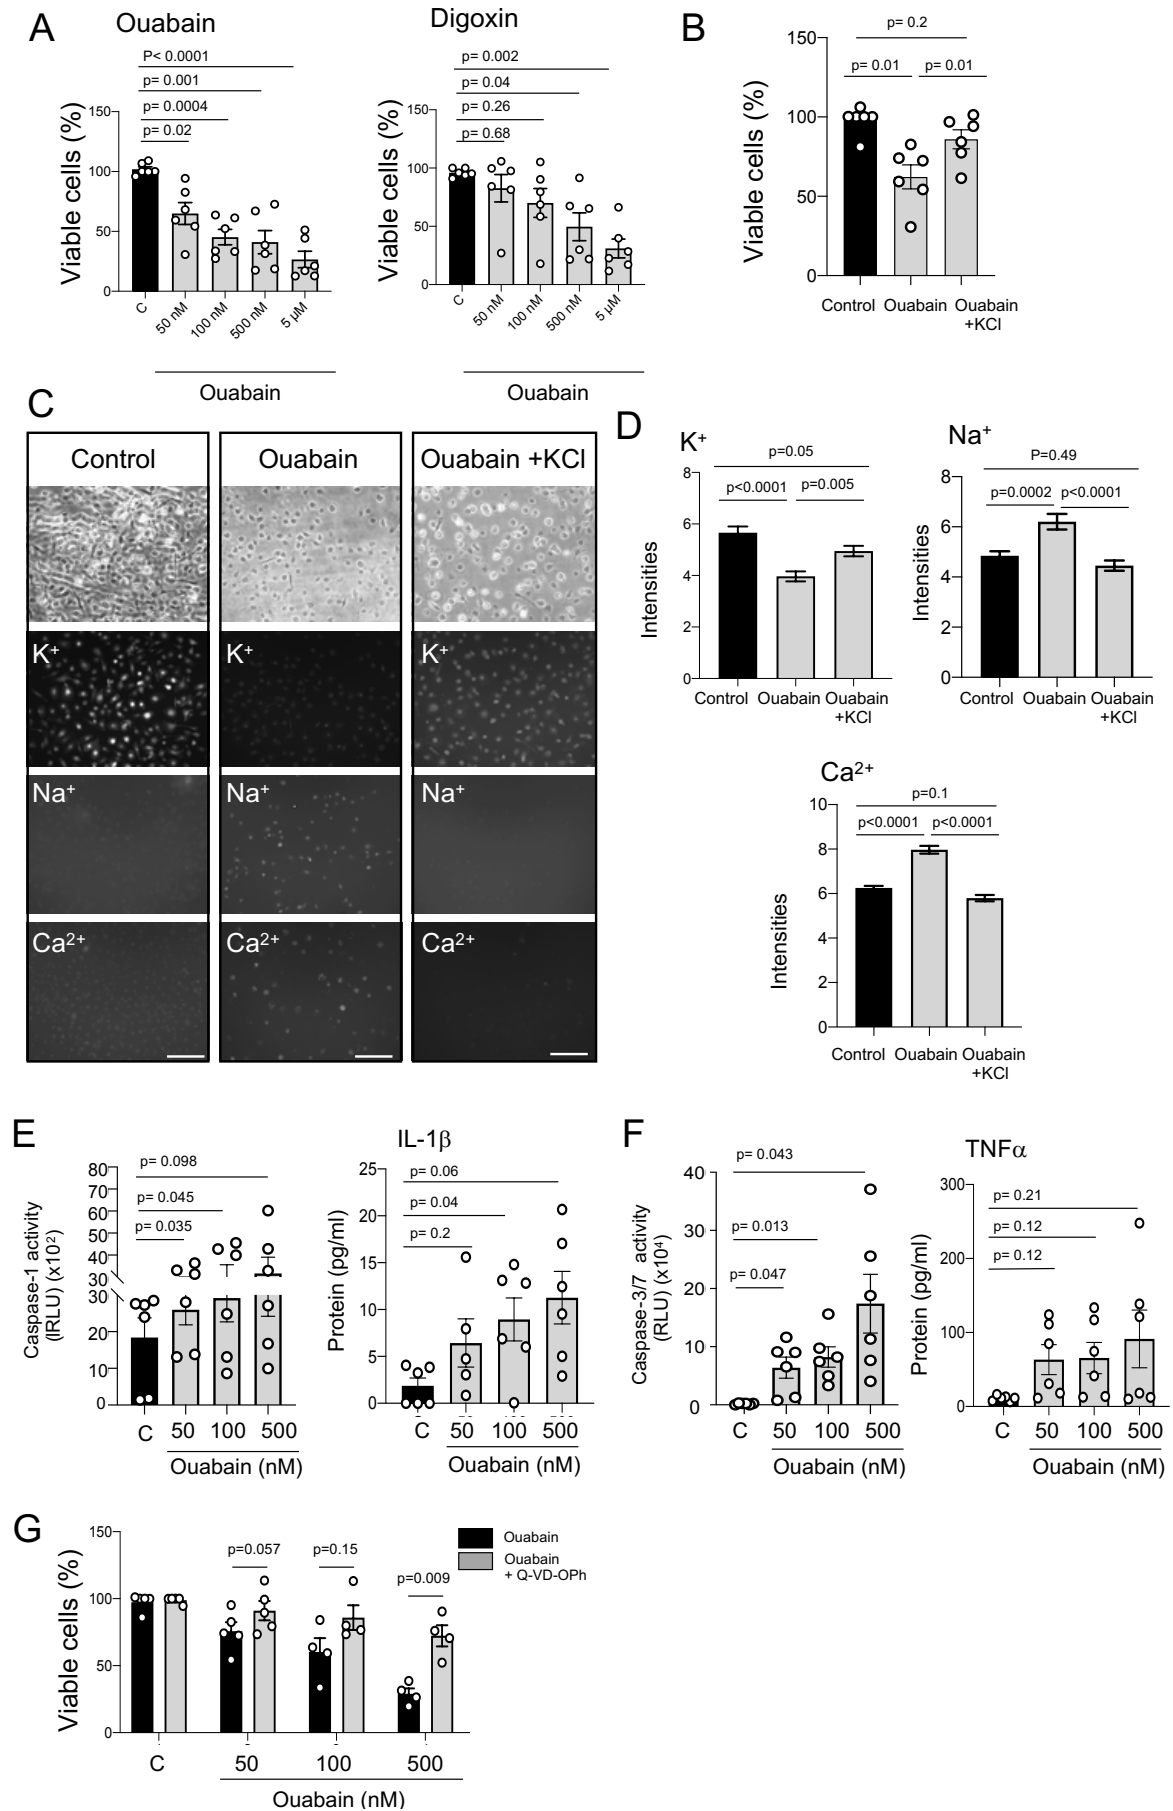 A
Ouabain
P< 0.0001
p= 0.001
p= 0.0004
p= 0.02
Viable cells (%)
150
100
50
0
C
50 nM
100 nM
500 nM
5 µM
Ouabain
Digoxin
p= 0.002
p= 0.04
p= 0.26
p= 0.68
Viable cells (%)
150
100
50
0
C
50 nM
100 nM
500 nM
5 µM
Ouabain
B
p= 0.2
p= 0.01
p= 0.01
Viable cells (%)
150
100
50
0
Control
Ouabain
Ouabain
+KCl
C
Control
Ouabain
Ouabain +KCl
K⁺
K⁺
K⁺
Na⁺
Na⁺
Na⁺
Ca²⁺
Ca²⁺
Ca²⁺
D
K⁺
p=0.05
p<0.0001
p=0.005
Intensities
8
6
4
2
0
Control
Ouabain
Ouabain
+KCl
Na⁺
P=0.49
p=0.0002
p<0.0001
Intensities
8
6
4
2
0
Control
Ouabain
Ouabain
+KCl
Ca²⁺
p=0.1
p<0.0001
p<0.0001
Intensities
10
8
6
4
2
0
Control
Ouabain
Ouabain
+KCl
E
p= 0.098
p= 0.045
p= 0.035
Caspase-1 activity
(lRLU) (x10²)
80
70
60
50
40
30
30
20
10
0
C
50
100
500
Ouabain (nM)
IL-1β
p= 0.06
p= 0.04
p= 0.2
Protein (pg/ml)
25
20
15
10
5
0
C
50
100
500
Ouabain (nM)
F
p= 0.043
p= 0.013
p= 0.047
Caspase-3/7 activity
(RLU) (x10⁴)
40
30
20
10
0
C
50
100
500
Ouabain (nM)
TNFα
p= 0.21
p= 0.12
p= 0.12
Protein (pg/ml)
300
200
100
0
C
50
100
500
Ouabain (nM)
G
Ouabain
Ouabain
+ Q-VD-OPh
p=0.057
p=0.15
p=0.009
Viable cells (%)
150
100
50
0
C
50
100
500
Ouabain (nM)